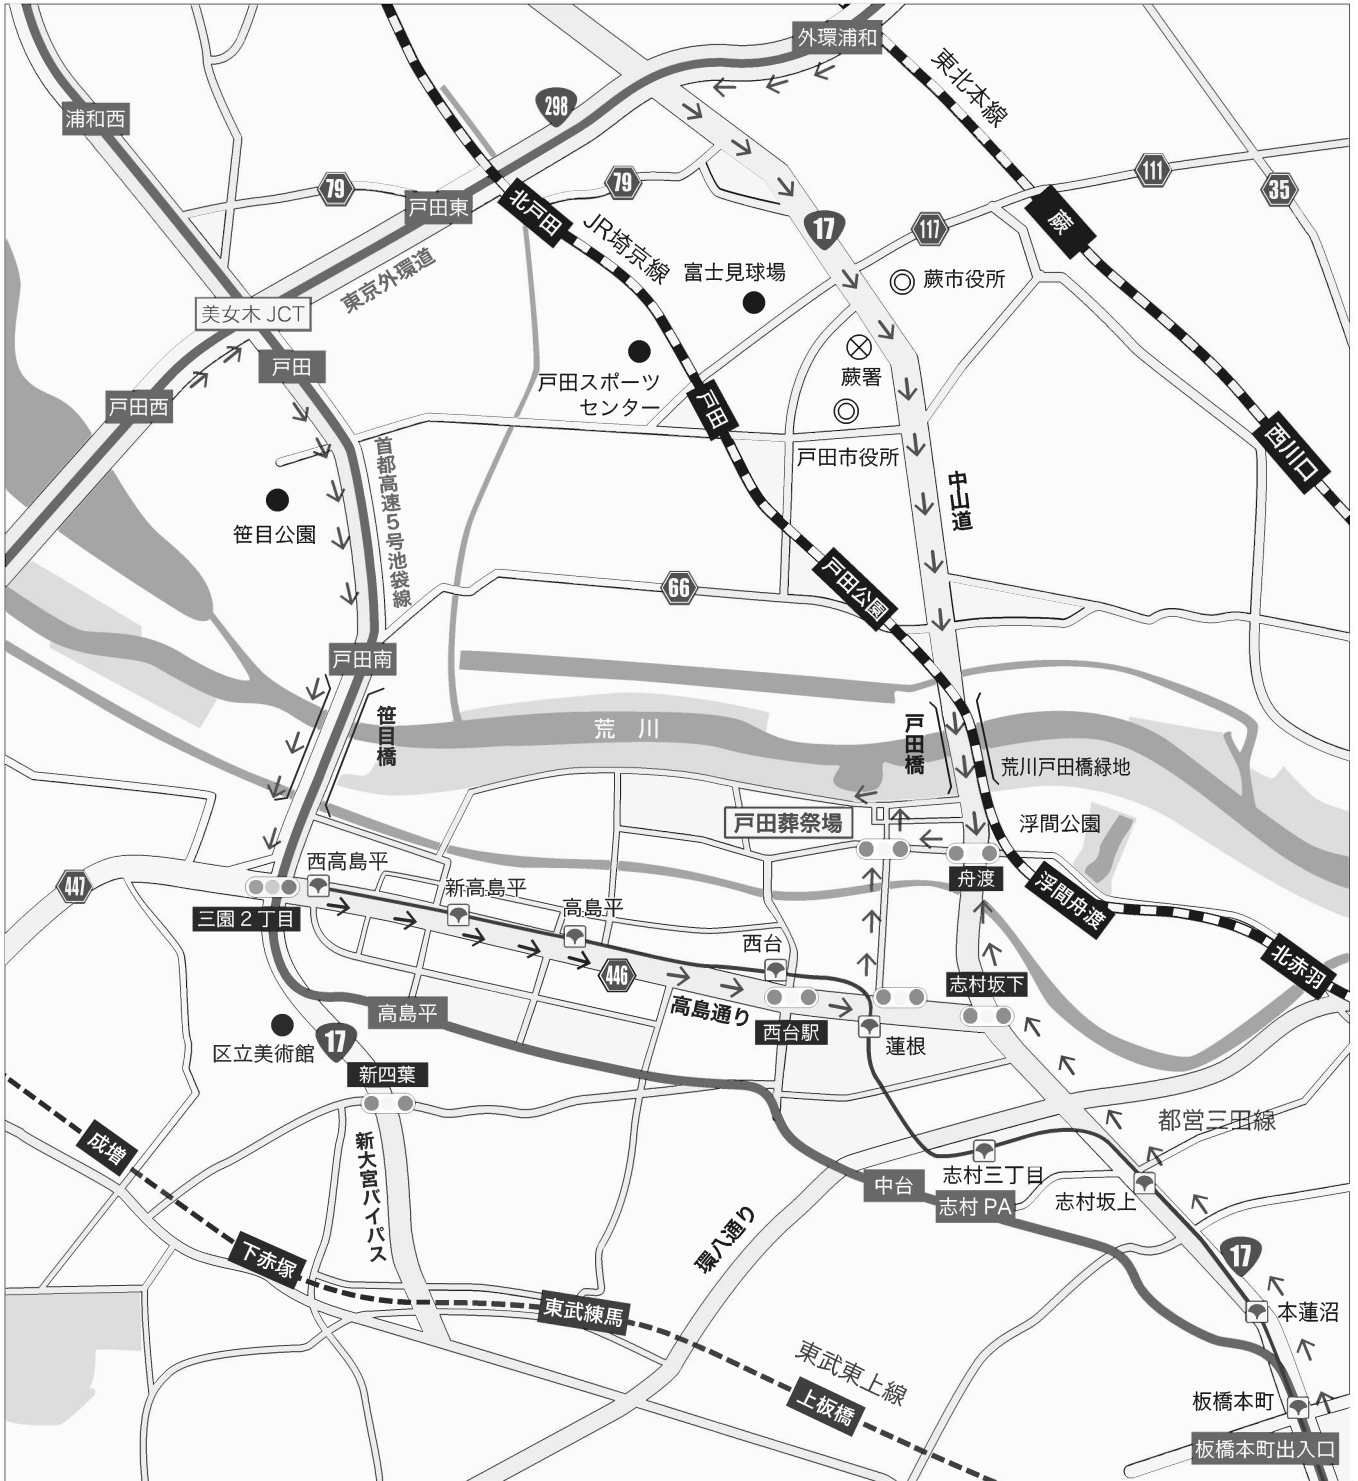 外環浦和
東北本線
浦和西
298
79
戸田東
79
111
35
北戸田
JR埼京線
17
117
蕨
東京外環道
富士見球場
蕨市役所
美女木 JCT
戸田
戸田スポーツ
センター
蕨署
戸田西
戸田
戸田市役所
西川口
首都高速5号池袋線
中山道
笹目公園
66
戸田公園
戸田南
笹目橋
荒川
戸田橋
荒川戸田橋緑地
戸田葬祭場
浮間公園
西高島平
447
新高島平
舟渡
浮間舟渡
三園2丁目
高島平
西台
446
北赤羽
志村坂下
高島平
高島通り
西台駅
蓮根
区立美術館
17
新四葉
都営三田線
成増
新大宮バイパス
志村三丁目
中台
志村 PA
志村坂上
環八通り
17
下赤塚
東武練馬
本蓮沼
東武東上線
上板橋
板橋本町
板橋本町出入口